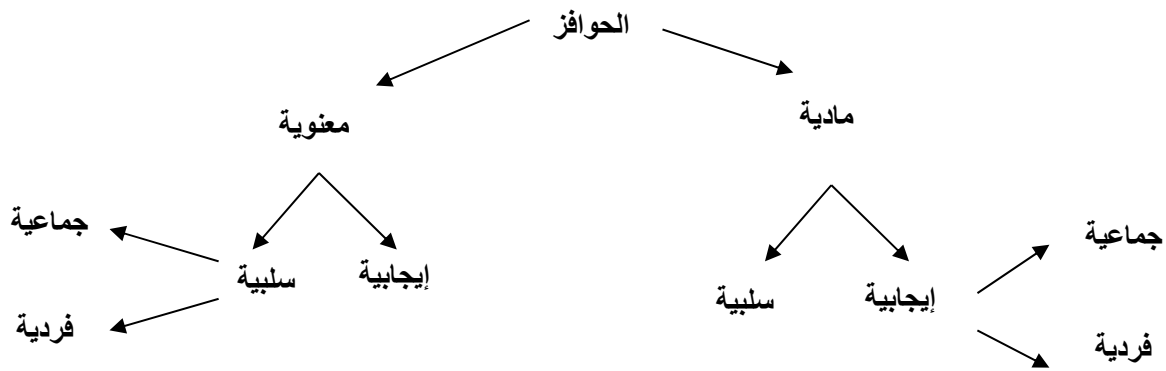 الحوافز
مادية
معنوية
جماعية
جماعية
إيجابية
سلبية
إيجابية
سلبية
فردية
فردية